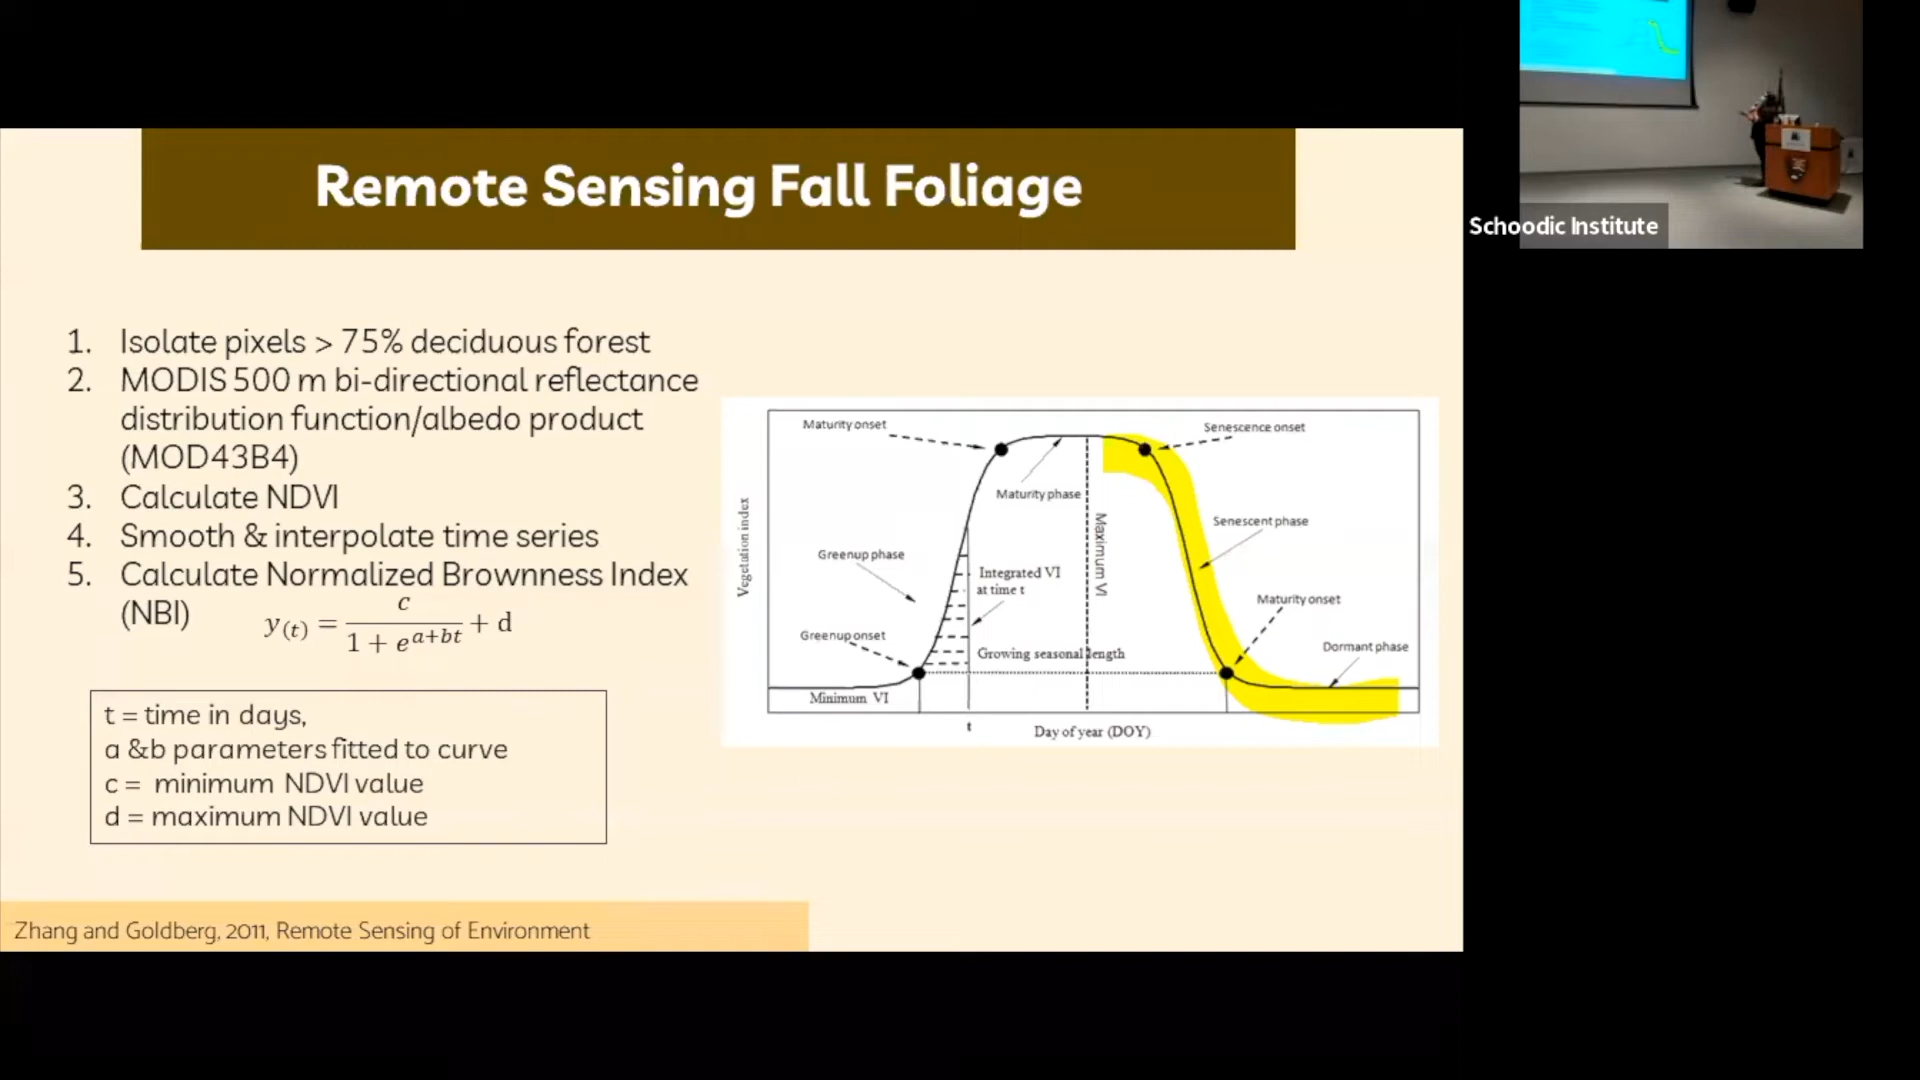 Remote Sensing Fall Foliage
Schoodic Institute
1. Isolate pixels > 75% deciduous forest
2. MODIS 500 m bi-directional reflectance
distribution function/albedo product
(MOD43B4)
3. Calculate NDVI
4. Smooth & interpolate time series
5. Calculate Normalized Brownness Index
(NBI)
y(t) = c / (1 + e^(a+bt)) + d
t = time in days,
a &b parameters fitted to curve
c = minimum NDVI value
d = maximum NDVI value
Maturity onset
Senescence onset
Maturity phase
Vegetation index
Maximum VI
Senescent phase
Greenup phase
Integrated VI
at time t
Maturity onset
Greenup onset
Growing seasonal length
Dormant phase
Minimum VI
t
Day of year (DOY)
Zhang and Goldberg, 2011, Remote Sensing of Environment